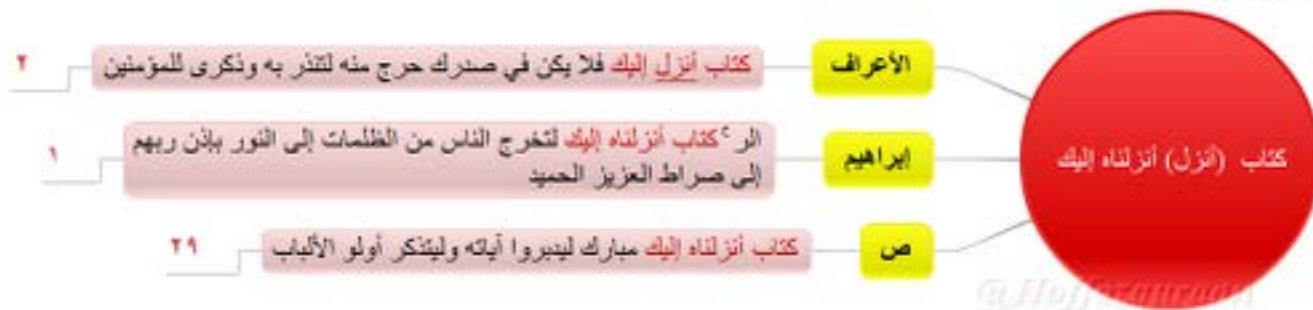 كتاب (أنزل) أنزلناه إليك
الأعراف
كتاب أنزل إليك فلا يكن في صدرك حرج منه لتنذر به وذكرى للمؤمنين
٢
إبراهيم
الر ۚ كتاب أنزلناه إليك لتخرج الناس من الظلمات إلى النور بإذن ربهم
إلى صراط العزيز الحميد
١
ص
كتاب أنزلناه إليك مبارك ليدبروا آياته وليتذكر أولو الألباب
٢٩